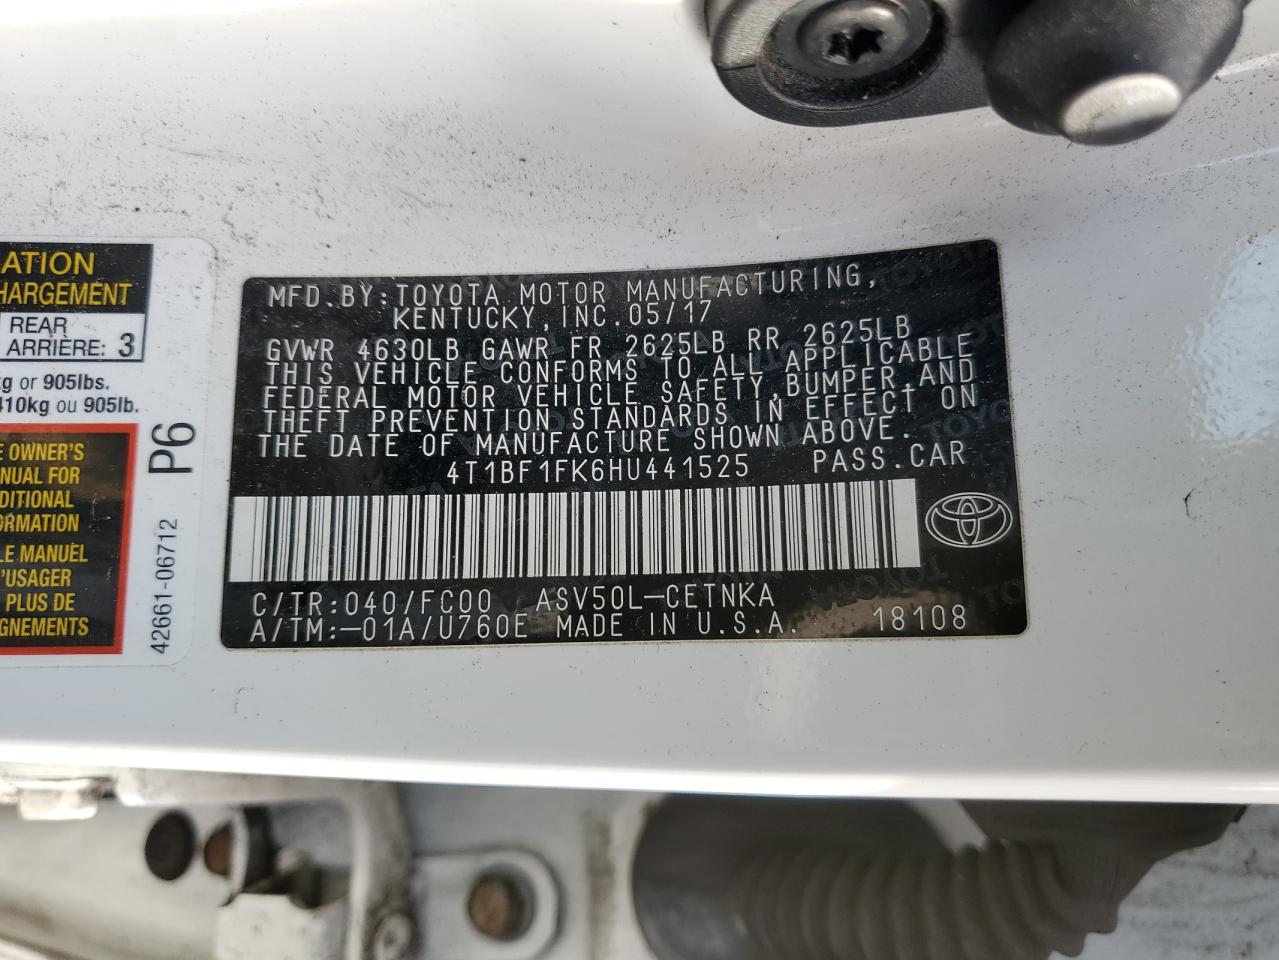 ATION
HARGEMENT
REAR
ARRIÈRE: 3
kg or 905lbs.
410kg ou 905lb.
E OWNER'S
ANUAL FOR
DITIONAL
ORMATION
LE MANUEL
D'USAGER
PLUS DE
GNEMENTS
P6
42661-06712
MFD.BY:TOYOTA MOTOR MANUFACTURING,
KENTUCKY,INC.05/17
GVWR 4630LB GAWR FR 2625LB RR 2625LB
THIS VEHICLE CONFORMS TO ALL APPLICABLE
FEDERAL MOTOR VEHICLE SAFETY,BUMPER,AND
THEFT PREVENTION STANDARDS IN EFFECT ON
THE DATE OF MANUFACTURE SHOWN ABOVE.
4T1BF1FK6HU441525 PASS.CAR
C/TR:040/FC00 ASV50L-CETNKA
A/TM:-01A/U760E MADE IN U.S.A. 18108